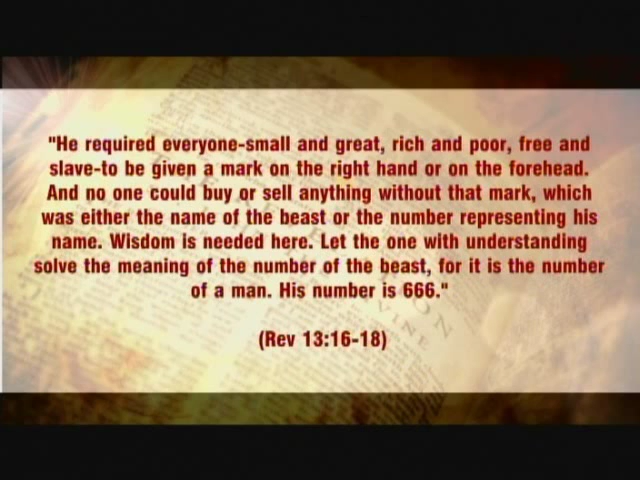 "He required everyone-small and great, rich and poor, free and
slave-to be given a mark on the right hand or on the forehead.
And no one could buy or sell anything without that mark, which
was either the name of the beast or the number representing his
name. Wisdom is needed here. Let the one with understanding
solve the meaning of the number of the beast, for it is the number
of a man. His number is 666."
(Rev 13:16-18)